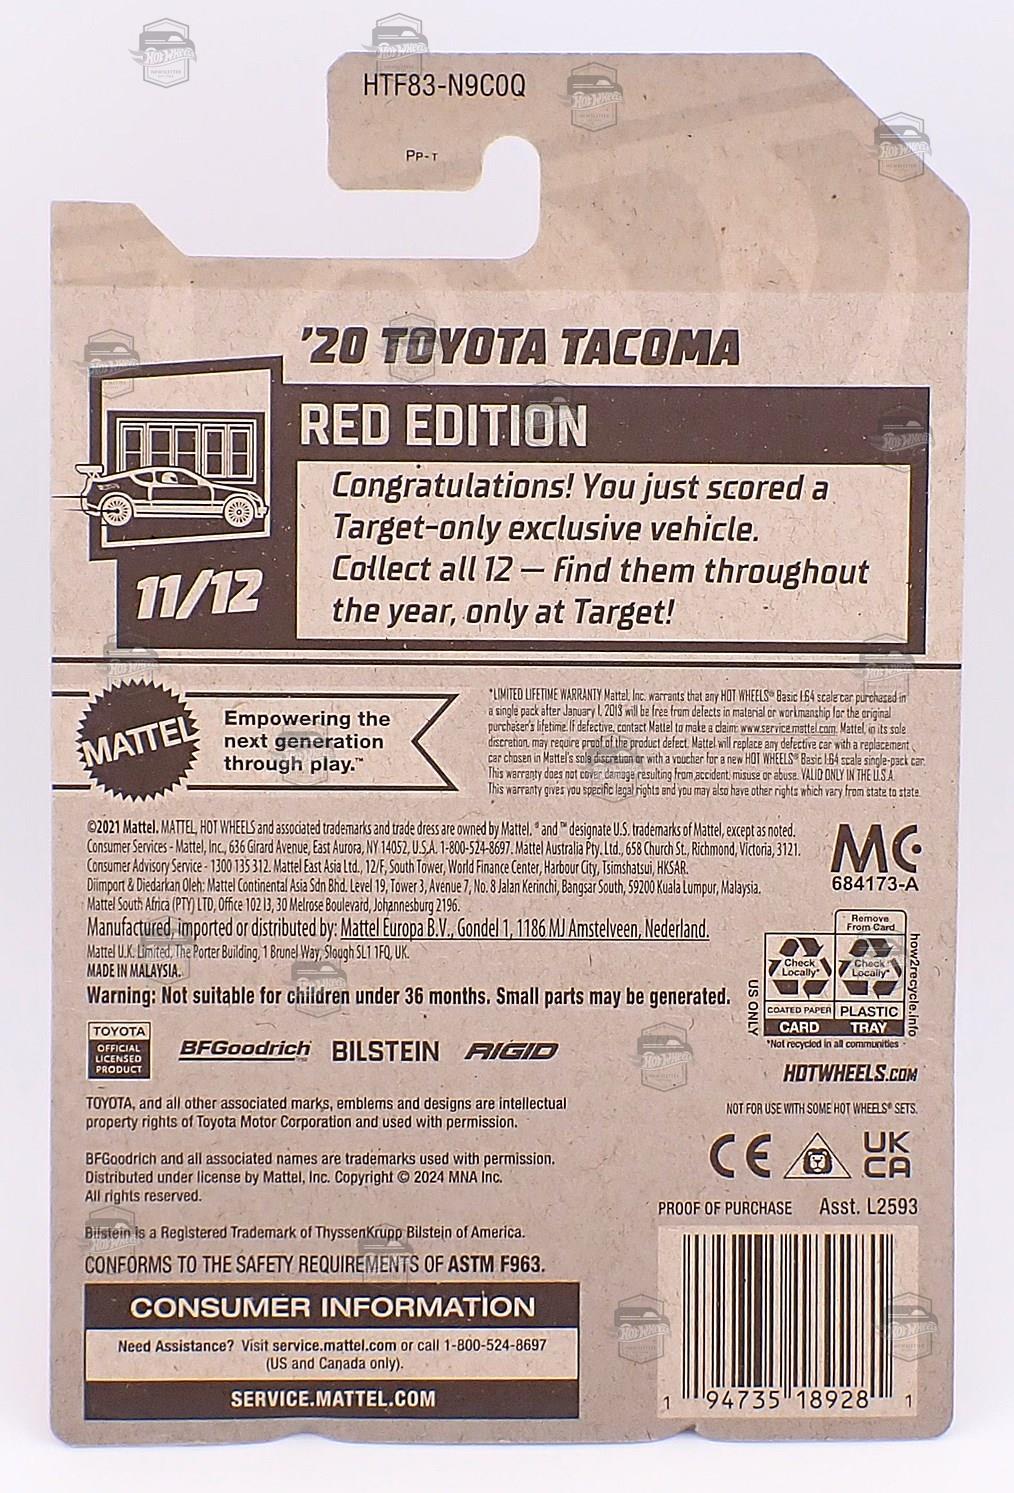 HTF83-N9C0Q
PP-T
'20 TOYOTA TACOMA
RED EDITION
Congratulations! You just scored a
Target-only exclusive vehicle.
Collect all 12 — find them throughout
the year, only at Target!
11/12
MATTEL
Empowering the
next generation
through play.™
*LIMITED LIFETIME WARRANTY Mattel, Inc. warrants that any HOT WHEELS® Basic 1:64 scale car purchased in
a single pack after January 1, 2013 will be free from defects in material or workmanship for the original
purchaser's lifetime. If defective, contact Mattel to make a claim: www.service.mattel.com. Mattel, in its sole
discretion, may require proof of the product defect. Mattel will replace any defective car with a replacement
car chosen in Mattel's sole discretion or with a voucher for a new HOT WHEELS® Basic 1:64 scale single-pack car.
This warranty does not cover damage resulting from accident, misuse or abuse. VALID ONLY IN THE U.S.A.
This warranty gives you specific legal rights and you may also have other rights which vary from state to state.
©2021 Mattel. MATTEL, HOT WHEELS and associated trademarks and trade dress are owned by Mattel. ® and ™ designate U.S. trademarks of Mattel, except as noted.
Consumer Services - Mattel, Inc., 636 Girard Avenue, East Aurora, NY 14052, U.S.A. 1-800-524-8697. Mattel Australia Pty. Ltd., 658 Church St., Richmond, Victoria, 3121.
Consumer Advisory Service - 1300 135 312. Mattel East Asia Ltd., 12/F, South Tower, World Finance Center, Harbour City, Tsimshatsui, HKSAR.
Diimport & Diedarkan Oleh: Mattel Continental Asia Sdn Bhd. Level 19, Tower 3, Avenue 7, No. 8 Jalan Kerinchi, Bangsar South, 59200 Kuala Lumpur, Malaysia.
Mattel South Africa (PTY) LTD, Office 102 I3, 30 Melrose Boulevard, Johannesburg 2196.
Manufactured, imported or distributed by: Mattel Europa B.V., Gondel 1, 1186 MJ Amstelveen, Nederland.
Mattel U.K. Limited, The Porter Building, 1 Brunel Way, Slough SL1 1FQ, UK.
MADE IN MALAYSIA.
Warning: Not suitable for children under 36 months. Small parts may be generated.
MC
684173-A
Remove
From Card
Check
Locally*
Check
Locally*
COATED PAPER
PLASTIC
CARD
TRAY
US ONLY
how2recycle.info
*Not recycled in all communities
HOTWHEELS.COM
TOYOTA
OFFICIAL
LICENSED
PRODUCT
BFGoodrich
BILSTEIN
RIGID
TOYOTA, and all other associated marks, emblems and designs are intellectual
property rights of Toyota Motor Corporation and used with permission.
NOT FOR USE WITH SOME HOT WHEELS® SETS.
BFGoodrich and all associated names are trademarks used with permission.
Distributed under license by Mattel, Inc. Copyright © 2024 MNA Inc.
All rights reserved.
CE
UK
CA
PROOF OF PURCHASE Asst. L2593
Bilstein is a Registered Trademark of ThyssenKrupp Bilstein of America.
CONFORMS TO THE SAFETY REQUIREMENTS OF ASTM F963.
CONSUMER INFORMATION
Need Assistance? Visit service.mattel.com or call 1-800-524-8697
(US and Canada only).
SERVICE.MATTEL.COM
1 94735 18928 1